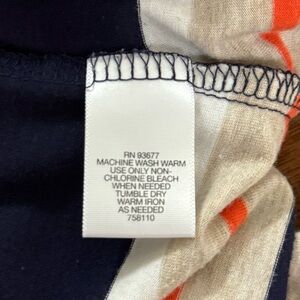 RN 93677
MACHINE WASH WARM
USE ONLY NON-
CHLORINE BLEACH
WHEN NEEDED
TUMBLE DRY
WARM IRON
AS NEEDED
758110